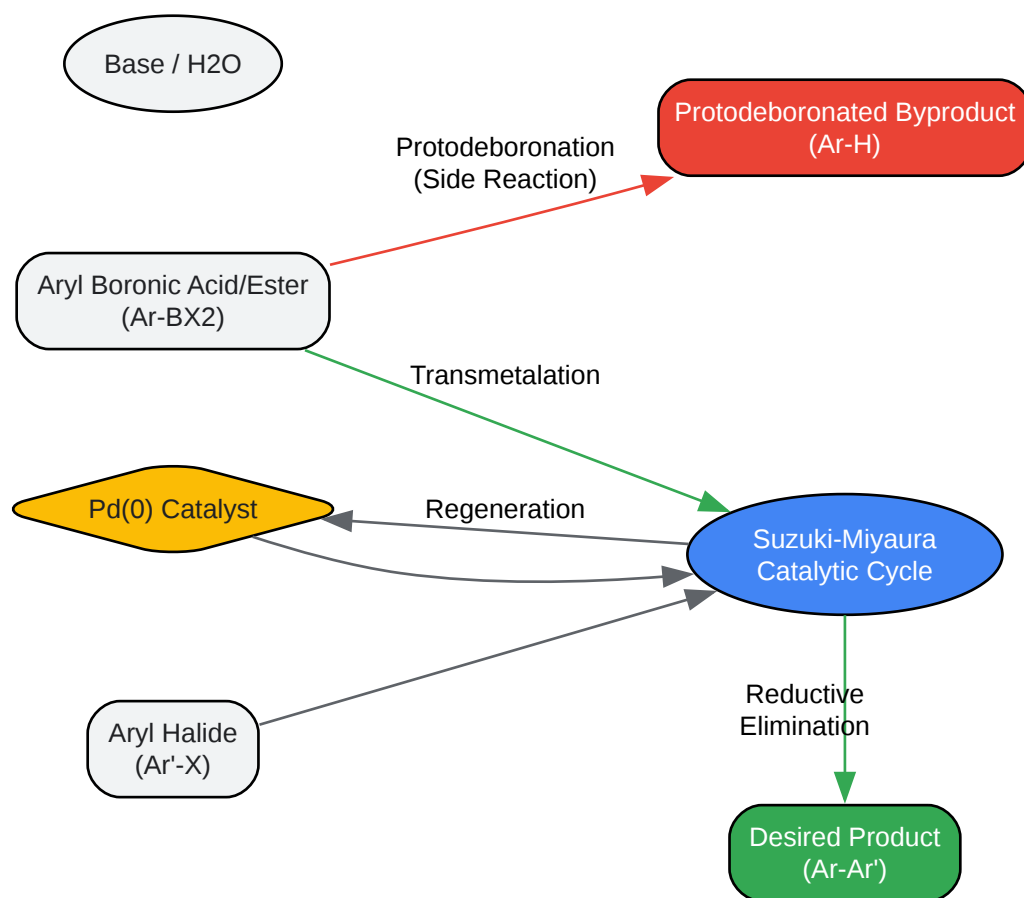 Base / H2O
Protodeboronated Byproduct
(Ar-H)
Protodeboronation
(Side Reaction)
Aryl Boronic Acid/Ester
(Ar-BX2)
Transmetalation
Pd(0) Catalyst
Regeneration
Suzuki-Miyaura
Catalytic Cycle
Aryl Halide
(Ar'-X)
Reductive
Elimination
Desired Product
(Ar-Ar')